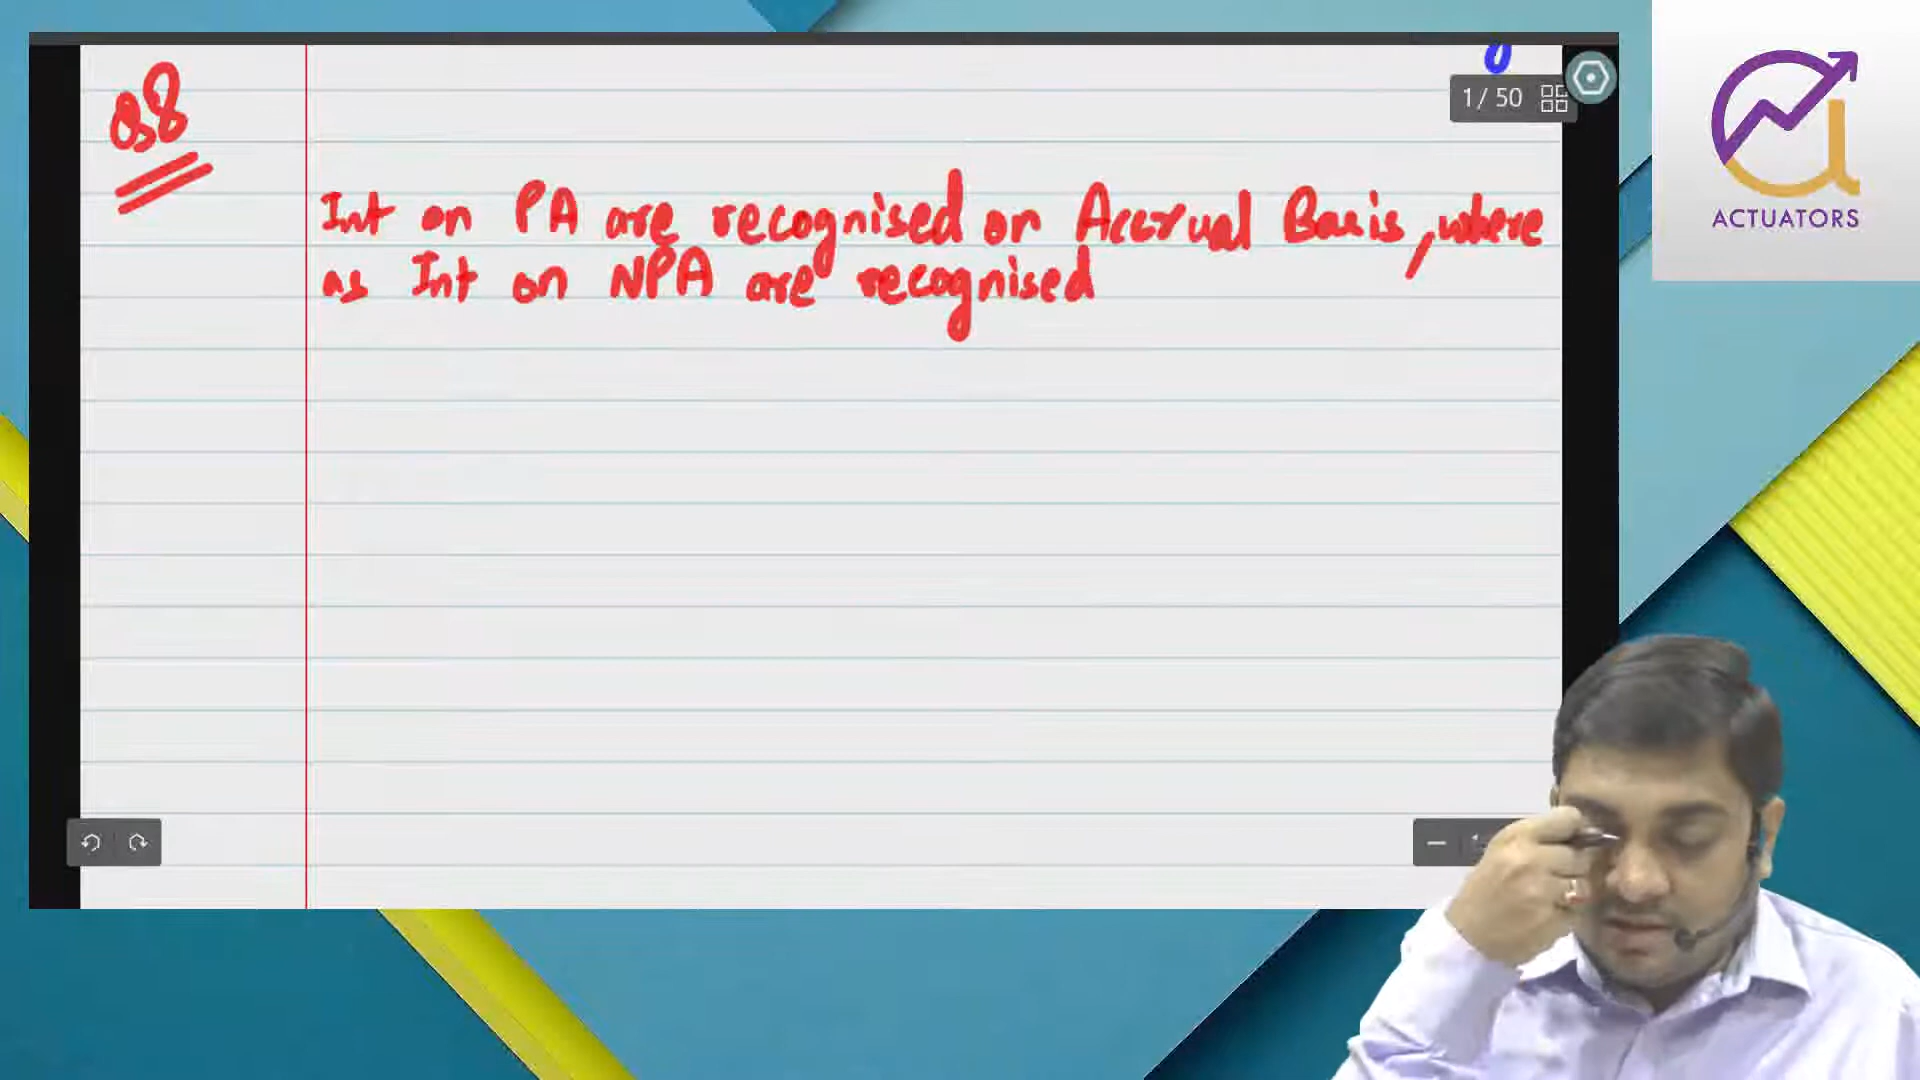 Q8
1 / 50
Int on PA are recognised on Accrual Basis, where
as Int on NPA are recognised
ACTUATORS